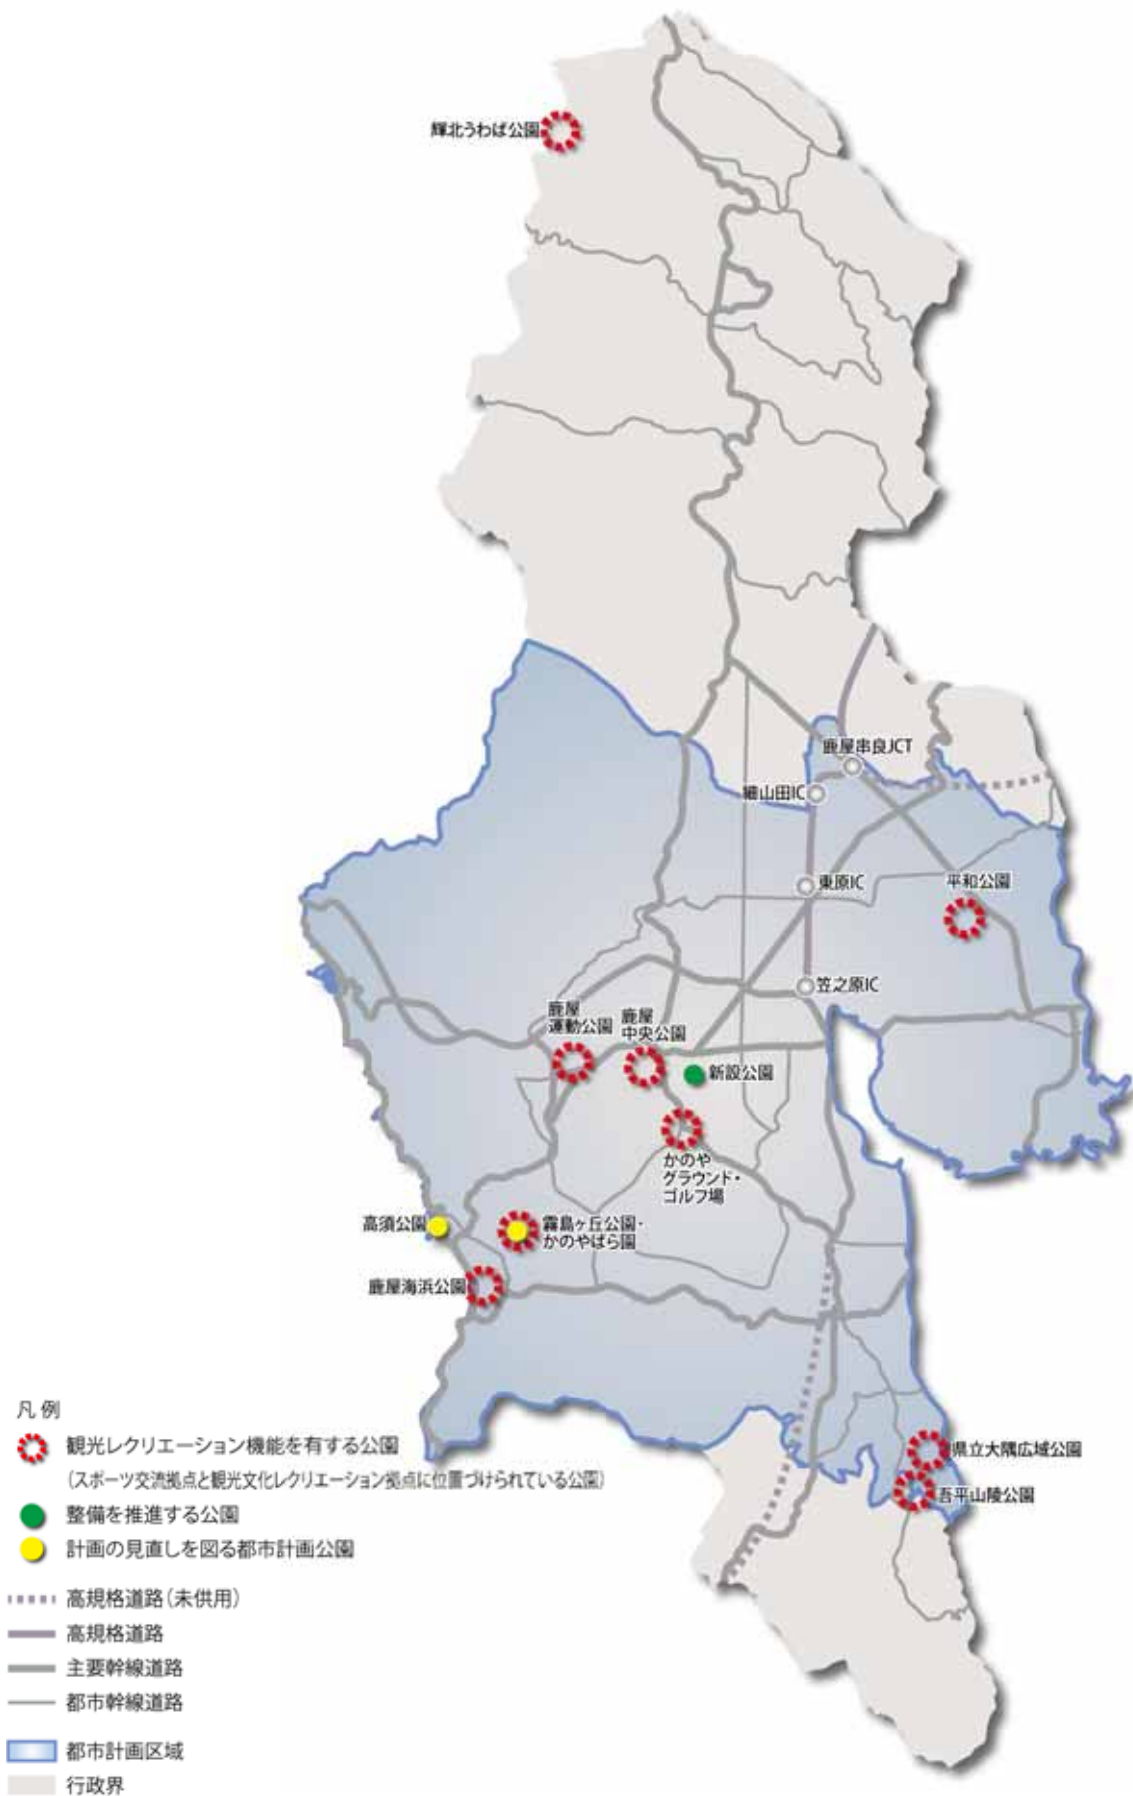 輝北うわば公園
鹿屋串良JCT
細山田IC
東原IC
平和公園
笠之原IC
鹿屋
運動公園
鹿屋
中央公園
新設公園
かのや
グラウンド・
ゴルフ場
高須公園
霧島ヶ丘公園・
かのやばら園
鹿屋海浜公園
県立大隅広域公園
吾平山陵公園
凡例
観光レクリエーション機能を有する公園
（スポーツ交流拠点と観光文化レクリエーション拠点に位置づけられている公園）
整備を推進する公園
計画の見直しを図る都市計画公園
高規格道路（未供用）
高規格道路
主要幹線道路
都市幹線道路
都市計画区域
行政界